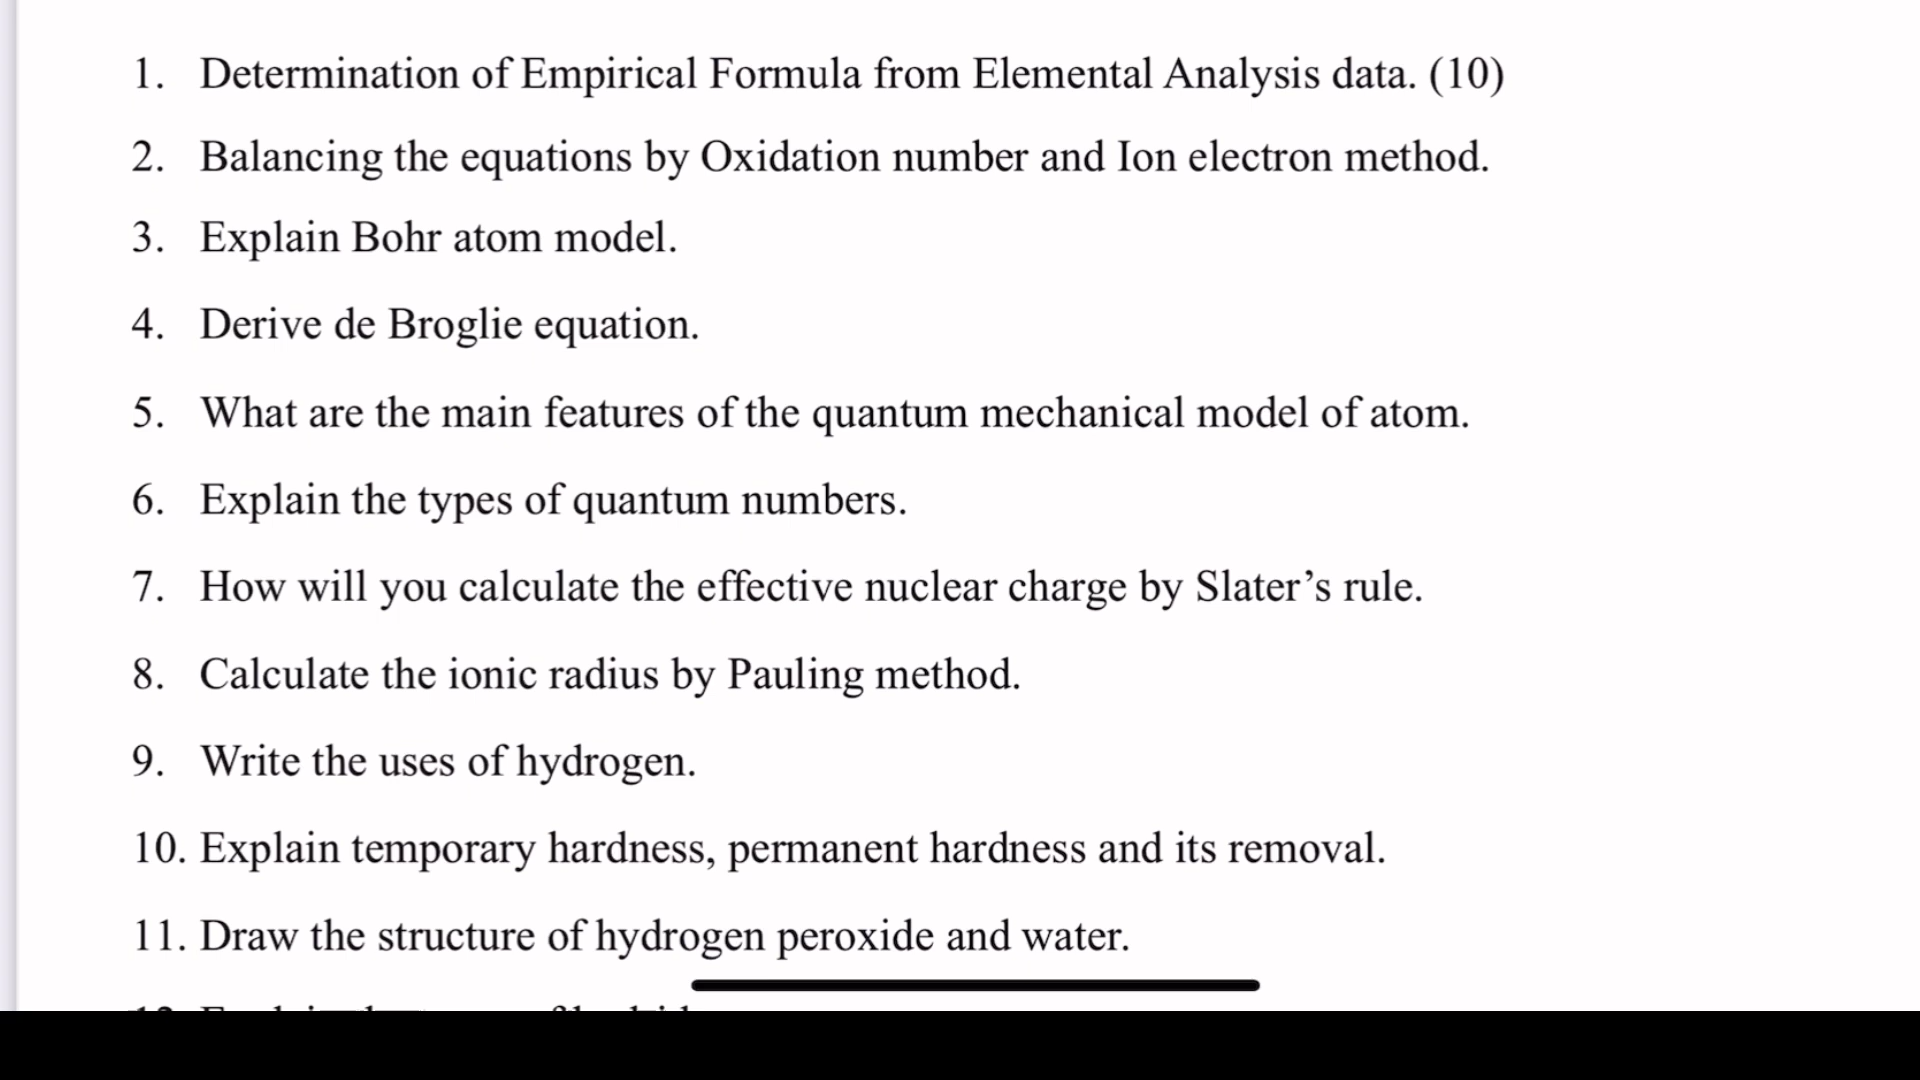 1. Determination of Empirical Formula from Elemental Analysis data. (10)
2. Balancing the equations by Oxidation number and Ion electron method.
3. Explain Bohr atom model.
4. Derive de Broglie equation.
5. What are the main features of the quantum mechanical model of atom.
6. Explain the types of quantum numbers.
7. How will you calculate the effective nuclear charge by Slater’s rule.
8. Calculate the ionic radius by Pauling method.
9. Write the uses of hydrogen.
10. Explain temporary hardness, permanent hardness and its removal.
11. Draw the structure of hydrogen peroxide and water.